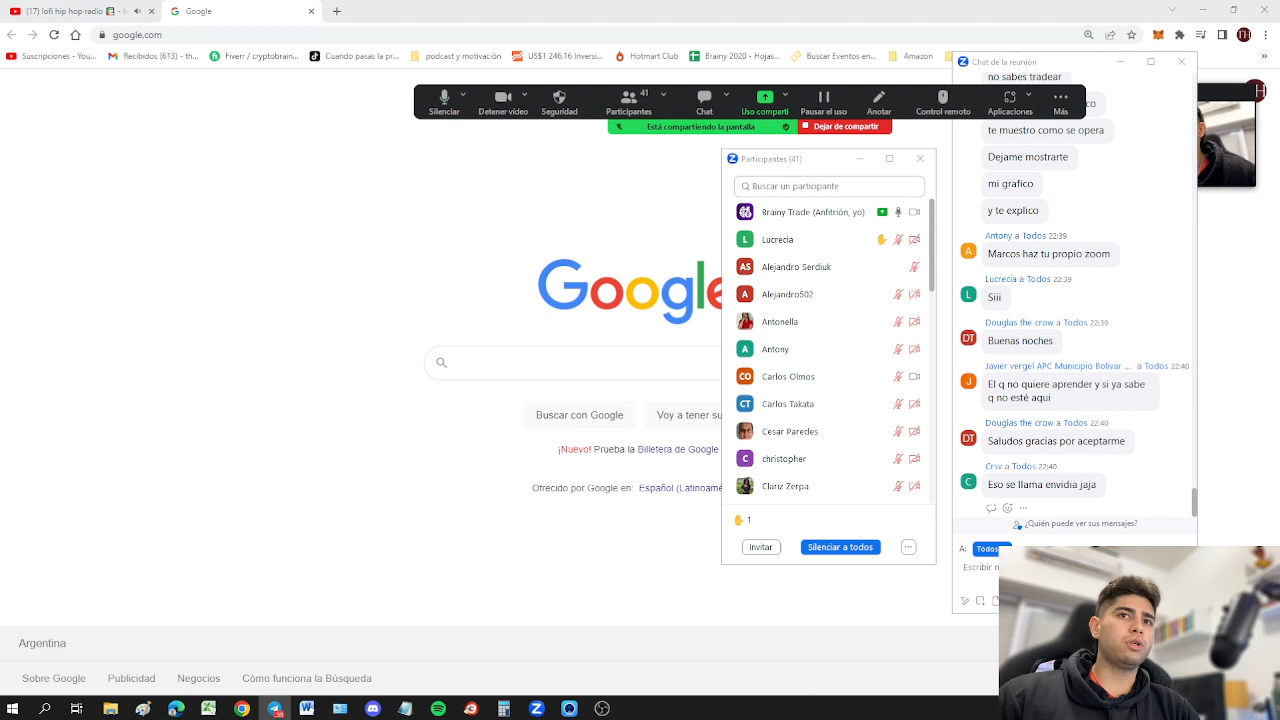 (17) lofi hip hop radio
Google
google.com
Suscripciones - You...
Recibidos (613) - th...
Fiverr / cryptobrain...
Cuando pasas la pr...
podcast y motivación
US$1 246.16 Inversi...
Hotmart Club
Brainy 2020 - Hojas...
Buscar Eventos en...
Amazon
»
Chat de la reunión
no sabes tradear
co
Silenciar
Detener video
Seguridad
41
Participantes
Chat
Uso comparti
Pausar el uso
Anotar
Control remoto
Aplicaciones
Más
Está compartiendo la pantalla
Dejar de compartir
te muestro como se opera
Dejame mostrarte
mi grafico
y te explico
Antony a Todos 22:39
A
Marcos haz tu propio zoom
Lucrecia a Todos 22:39
L
Siii
Douglas the crow a Todos 22:39
DT
Buenas noches
Javier vergel APC Municipio Bolivar ... a Todos 22:40
J
El q no quiere aprender y si ya sabe
q no esté aqui
Douglas the crow a Todos 22:40
DT
Saludos gracias por aceptarme
Crsv a Todos 22:40
C
Eso se llama envidia jaja
¿Quién puede ver sus mensajes?
A:
Todos
Escribir
Participantes (41)
Buscar un participante
Brainy Trade (Anfitrión, yo)
L
Lucrecia
AS
Alejandro Serdiuk
A
Alejandro502
Antonella
A
Antony
CO
Carlos Olmos
CT
Carlos Takata
Cesar Paredes
C
christopher
Clariz Zerpa
1
Invitar
Silenciar a todos
Google
Buscar con Google
Voy a tener su
¡Nuevo! Prueba la Billetera de Google
Ofrecido por Google en: Español (Latinoamé
Argentina
Sobre Google
Publicidad
Negocios
Cómo funciona la Búsqueda